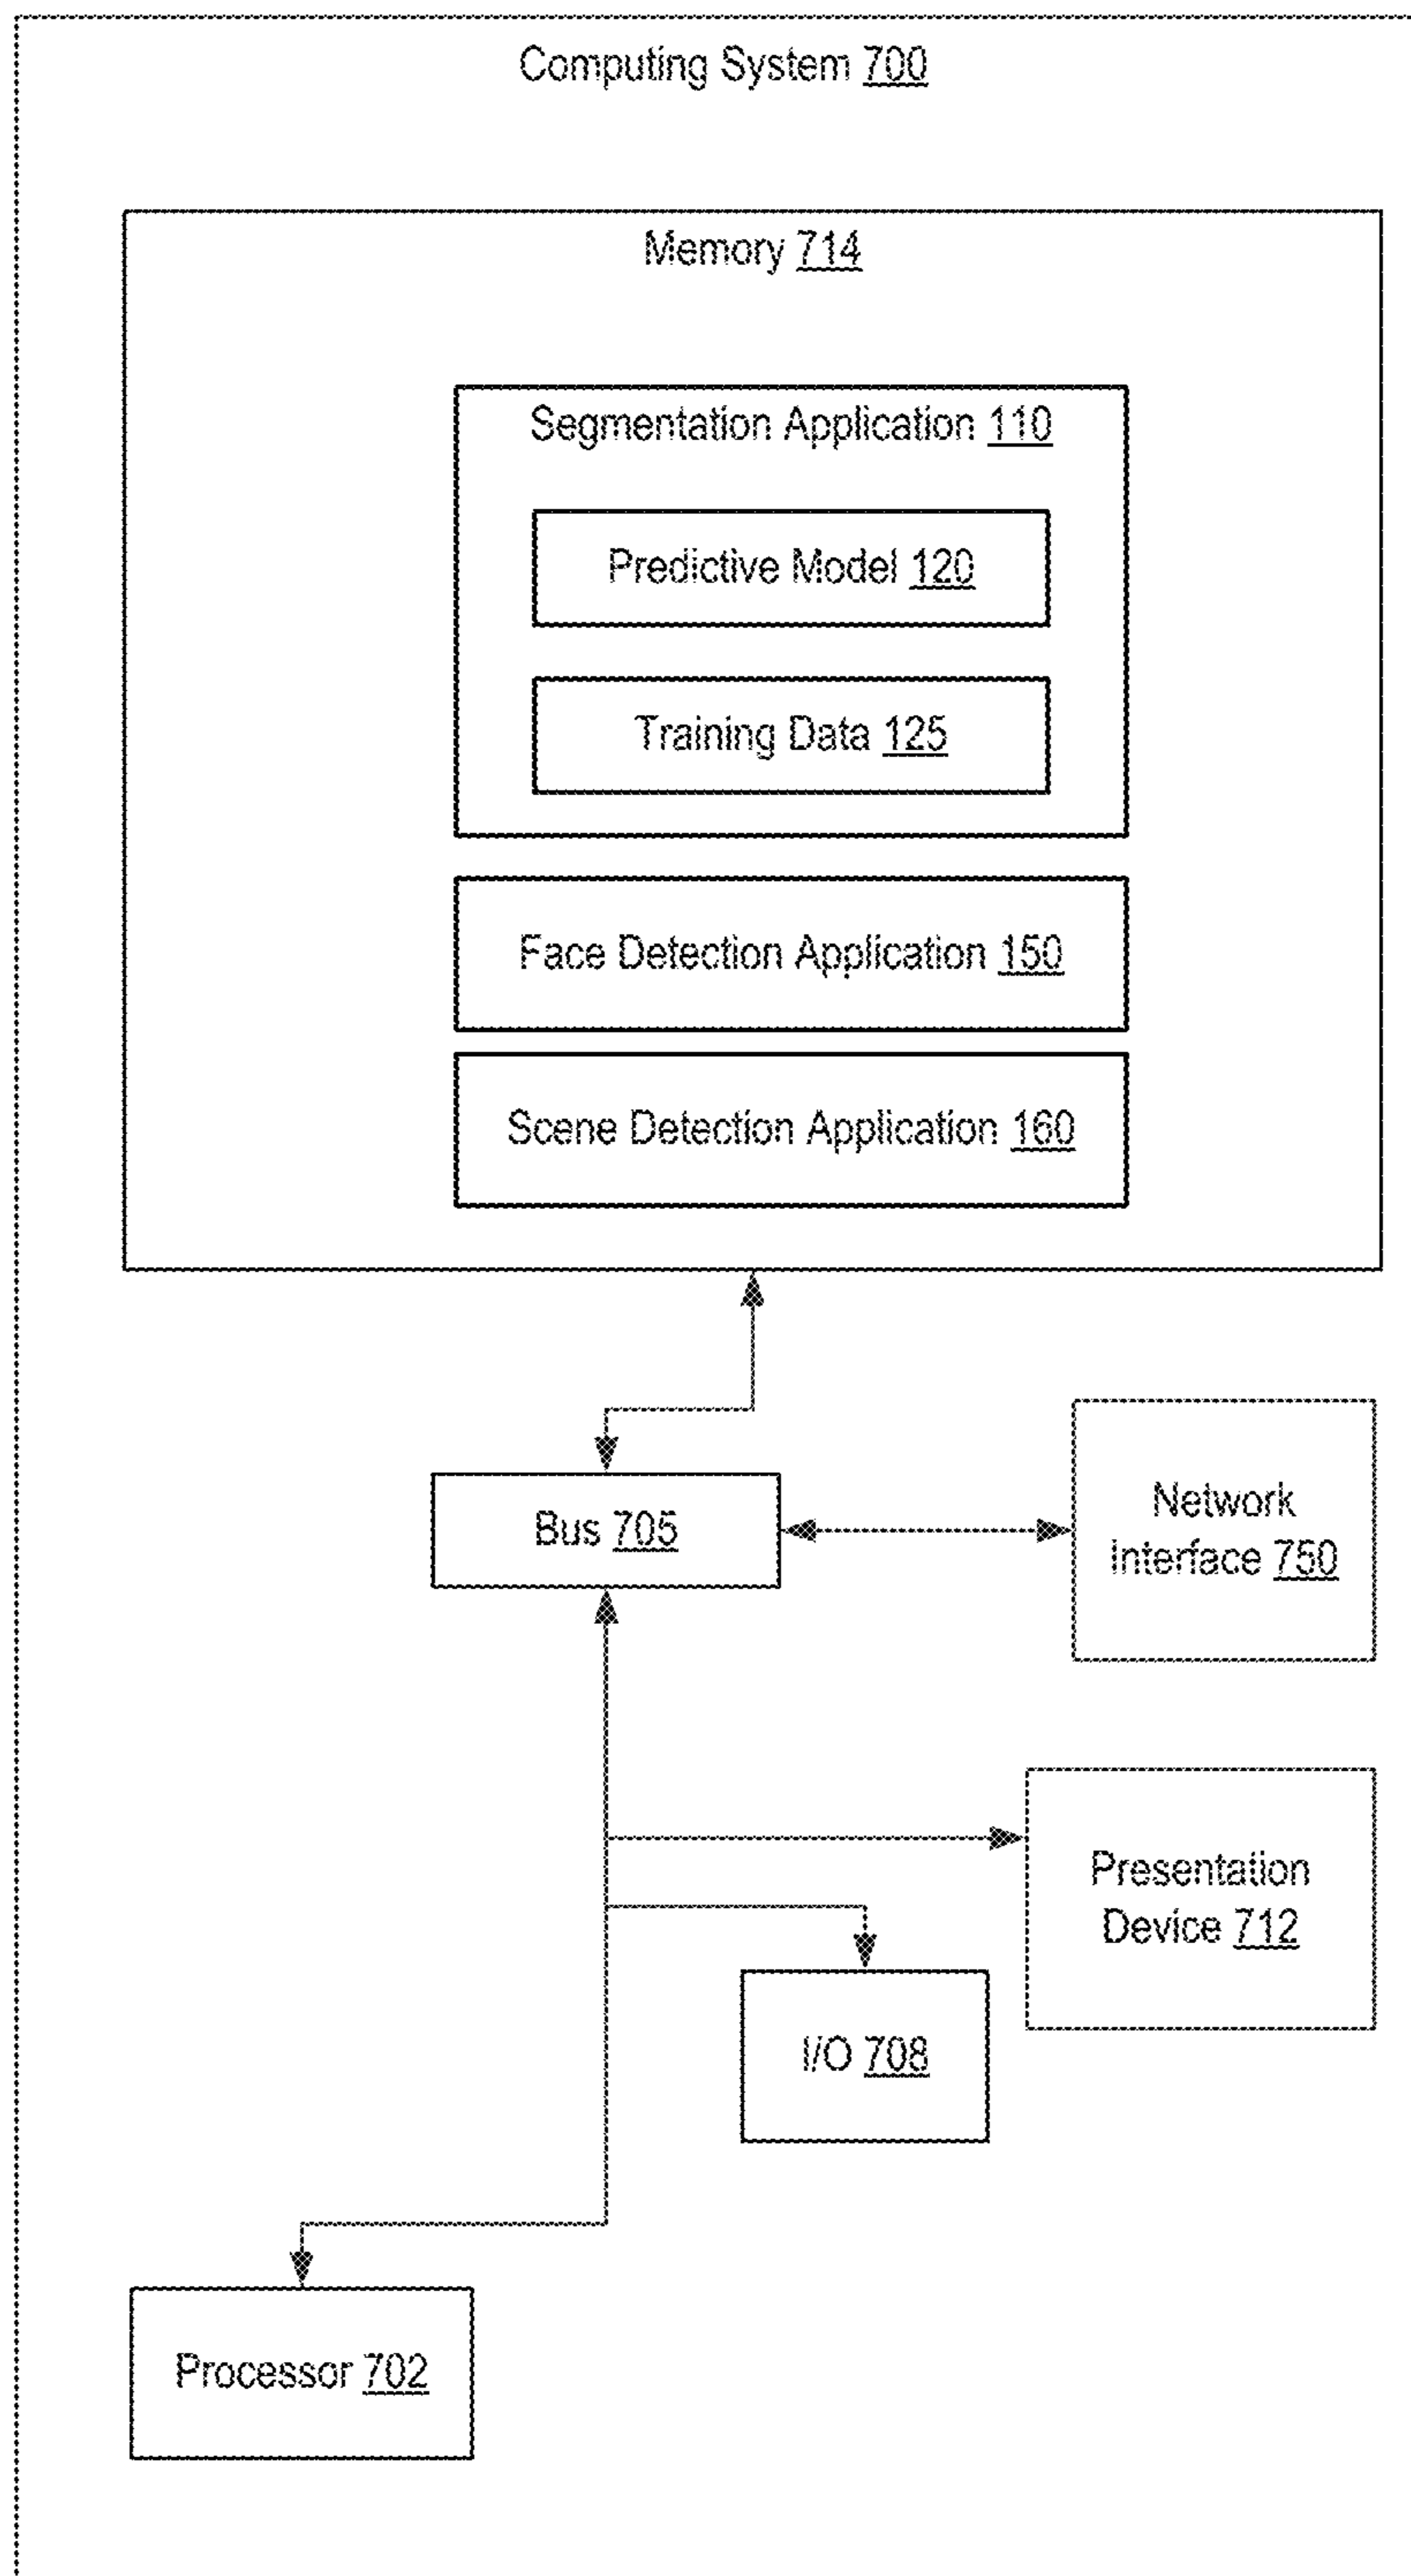 Computing System 700
Memory 714
Segmentation Application 110
Predictive Model 120
Training Data 125
Face Detection Application 150
Scene Detection Application 160
Bus 705
Network
Interface 750
Presentation
Device 712
I/O 708
Processor 702